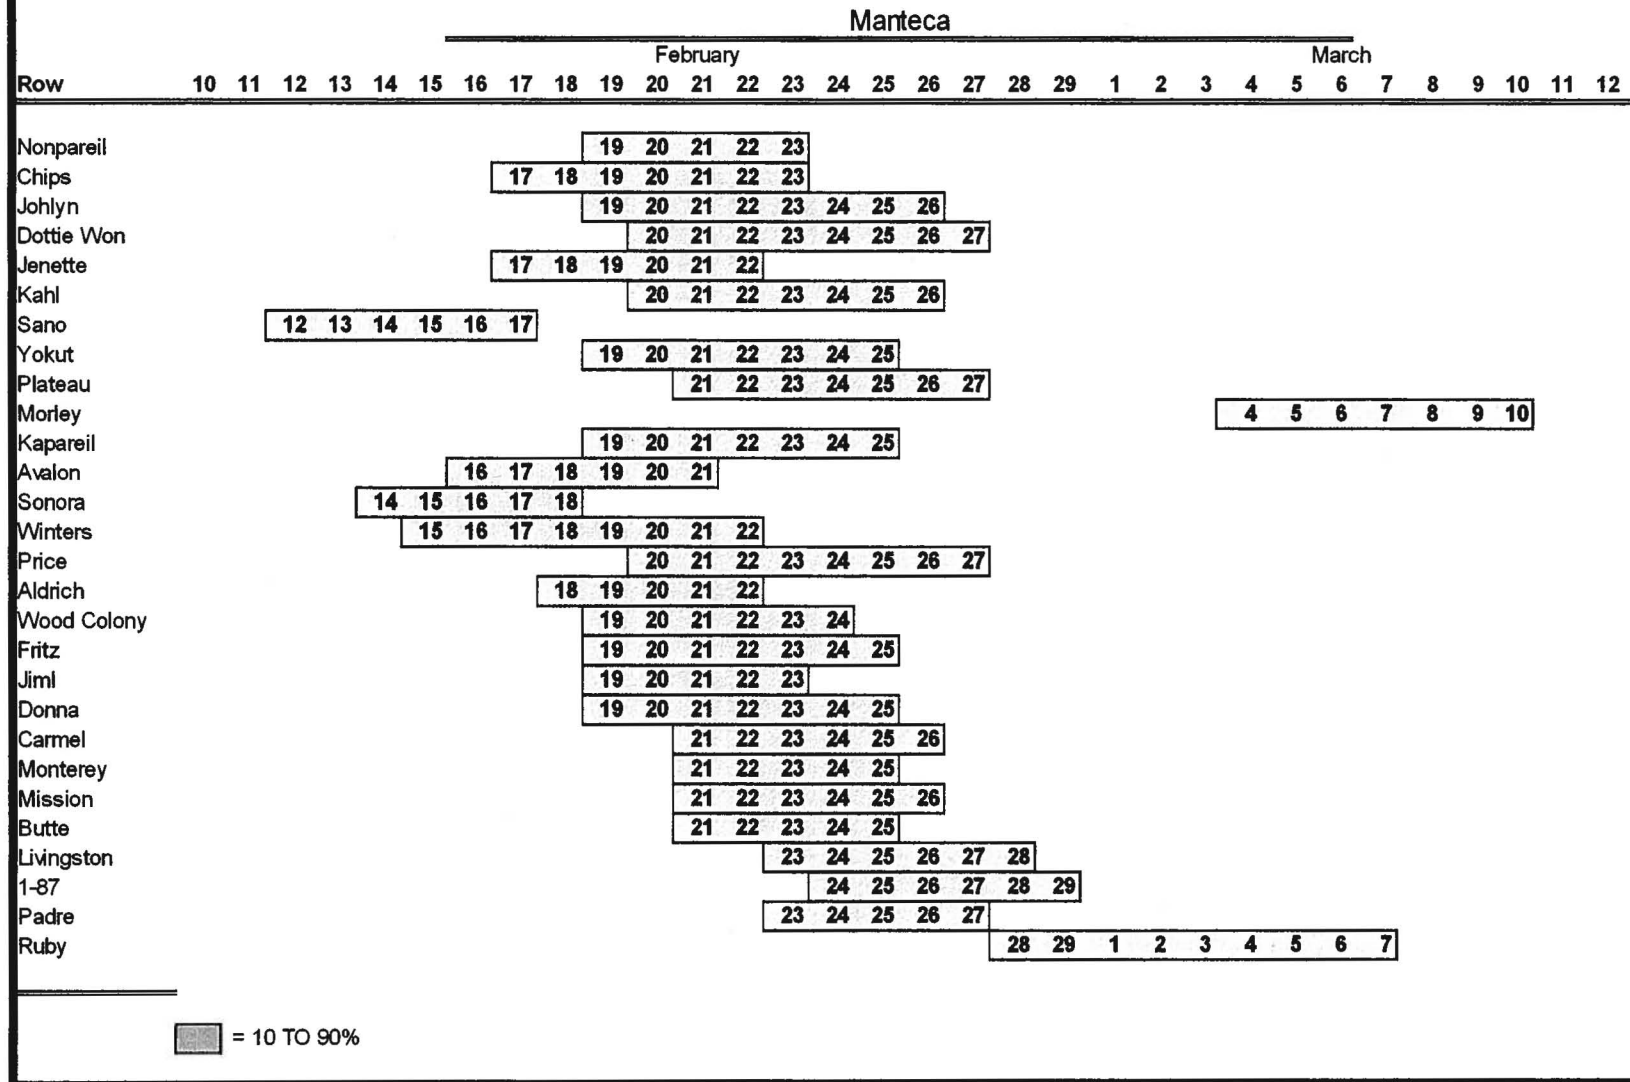 Manteca
February March
Row 10 11 12 13 14 15 16 17 18 19 20 21 22 23 24 25 26 27 28 29 1 2 3 4 5 6 7 8 9 10 11 12
Nonpareil 19 20 21 22 23
Chips 17 18 19 20 21 22 23
Johlyn 19 20 21 22 23 24 25 26
Dottie Won 20 21 22 23 24 25 26 27
Jenette 17 18 19 20 21 22
Kahl 20 21 22 23 24 25 26
Sano 12 13 14 15 16 17
Yokut 19 20 21 22 23 24 25
Plateau 21 22 23 24 25 26 27
Morley 4 5 6 7 8 9 10
Kapareil 19 20 21 22 23 24 25
Avalon 16 17 18 19 20 21
Sonora 14 15 16 17 18
Winters 15 16 17 18 19 20 21 22
Price 20 21 22 23 24 25 26 27
Aldrich 18 19 20 21 22
Wood Colony 19 20 21 22 23 24
Fritz 19 20 21 22 23 24 25
Jiml 19 20 21 22 23
Donna 19 20 21 22 23 24 25
Carmel 21 22 23 24 25 26
Monterey 21 22 23 24 25
Mission 21 22 23 24 25 26
Butte 21 22 23 24 25
Livingston 23 24 25 26 27 28
1-87 24 25 26 27 28 29
Padre 23 24 25 26 27
Ruby 28 29 1 2 3 4 5 6 7
= 10 TO 90%